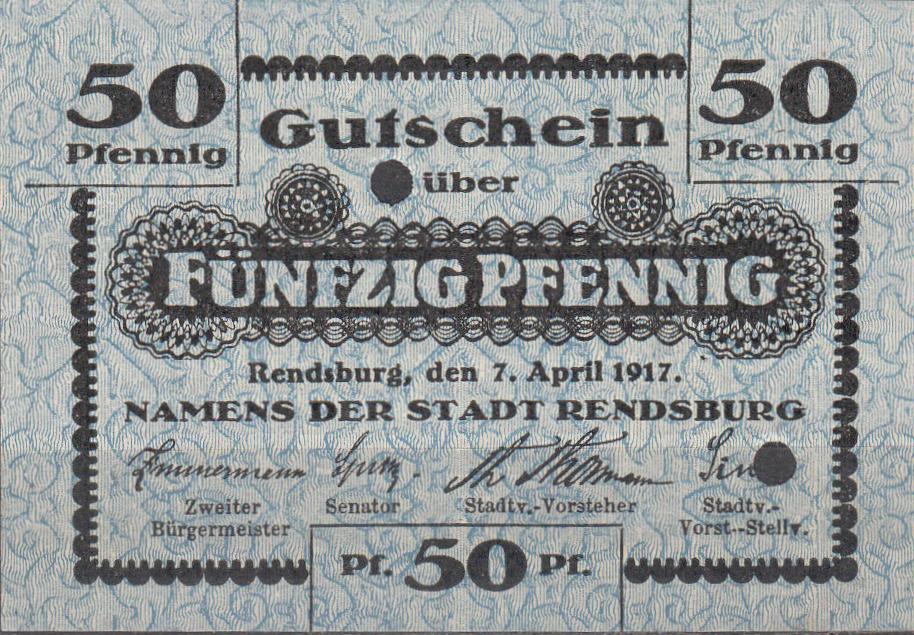 50
Pfennig
Gutschein
über
50
Pfennig
FÜNFZIG PFENNIG
Rendsburg, den 7. April 1917.
NAMENS DER STADT RENDSBURG
Zimmermann
Zweiter
Bürgermeister
Senator
Stadtv.-Vorsteher
Stadtv.-
Vorst.-Stellv.
Pf. 50 Pf.